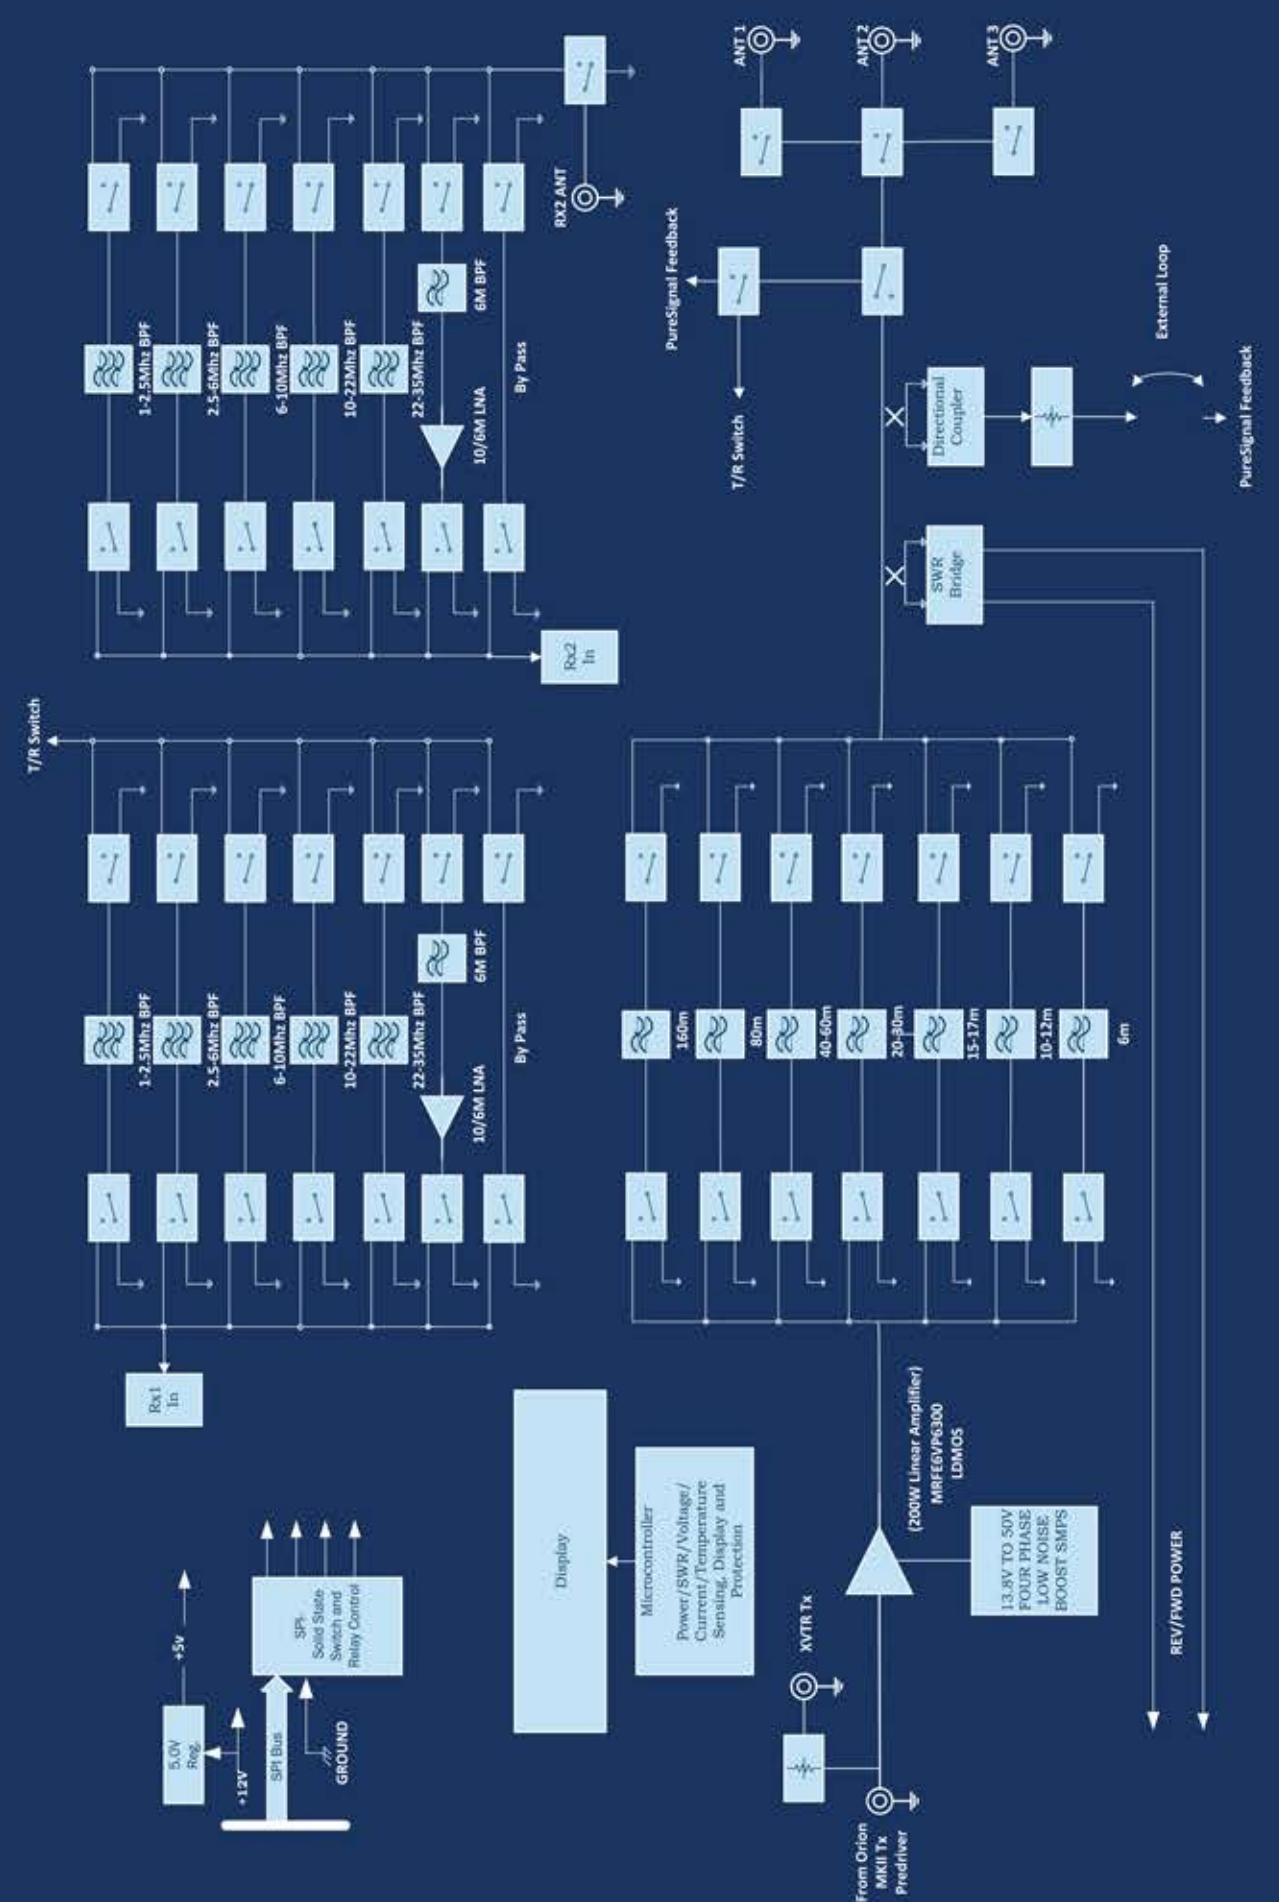 5.0V
Reg.
+5v
+12V
SPI Bus
GROUND
SPI-
Solid State
Switch and
Relay Control
Rx1
In
T/R Switch
1-2.5Mhz BPF
2.5-6Mhz BPF
6-10Mhz BPF
10-22Mhz BPF
22-35Mhz BPF
10/6M LNA
6M BPF
By Pass
1-2.5Mhz BPF
2.5-6Mhz BPF
6-10Mhz BPF
10-22Mhz BPF
22-35Mhz BPF
10/6M LNA
6M BPF
By Pass
Rx2
In
RX2 ANT
Display
Microcontroller
Power/SWR/Voltage/
Current/Temperature
Sensing, Display and
Protection
From Orion
MKII Tx
Predriver
XVTR Tx
(200W Linear Amplifier)
MRFE6VP6300
LDMOS
13.8V TO 50V
FOUR PHASE
LOW NOISE
BOOST SMPS
160m
80m
40-60m
20-30m
15-17m
10-12m
6m
SWR
Bridge
Directional
Coupler
T/R Switch
PureSignal Feedback
ANT 1
ANT 2
ANT 3
External Loop
PureSignal Feedback
REV/FWD POWER